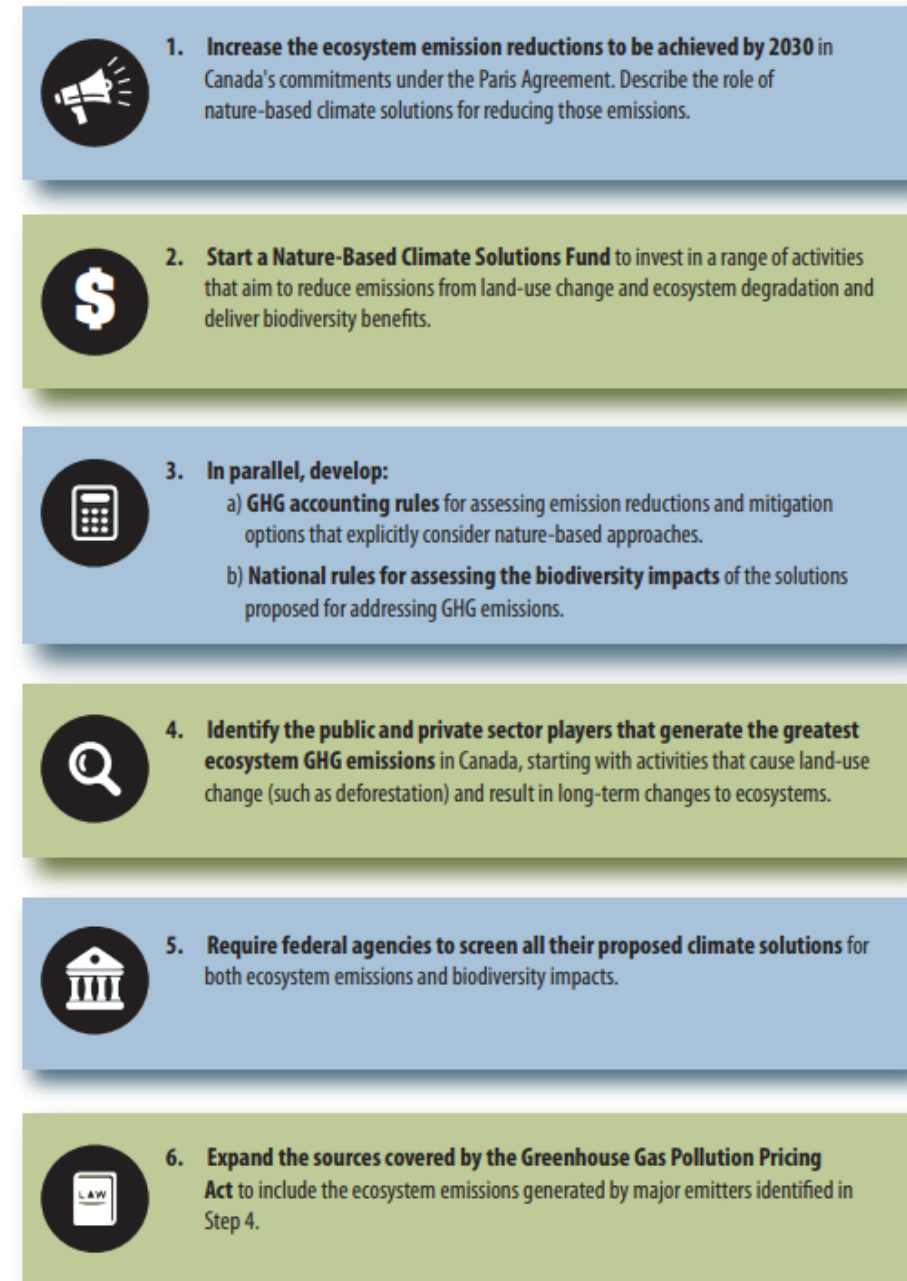 1. Increase the ecosystem emission reductions to be achieved by 2030 in
Canada's commitments under the Paris Agreement. Describe the role of
nature-based climate solutions for reducing those emissions.
$
2. Start a Nature-Based Climate Solutions Fund to invest in a range of activities
that aim to reduce emissions from land-use change and ecosystem degradation and
deliver biodiversity benefits.
3. In parallel, develop:
a) GHG accounting rules for assessing emission reductions and mitigation
options that explicitly consider nature-based approaches.
b) National rules for assessing the biodiversity impacts of the solutions
proposed for addressing GHG emissions.
4. Identify the public and private sector players that generate the greatest
ecosystem GHG emissions in Canada, starting with activities that cause land-use
change (such as deforestation) and result in long-term changes to ecosystems.
5. Require federal agencies to screen all their proposed climate solutions for
both ecosystem emissions and biodiversity impacts.
LAW
6. Expand the sources covered by the Greenhouse Gas Pollution Pricing
Act to include the ecosystem emissions generated by major emitters identified in
Step 4.